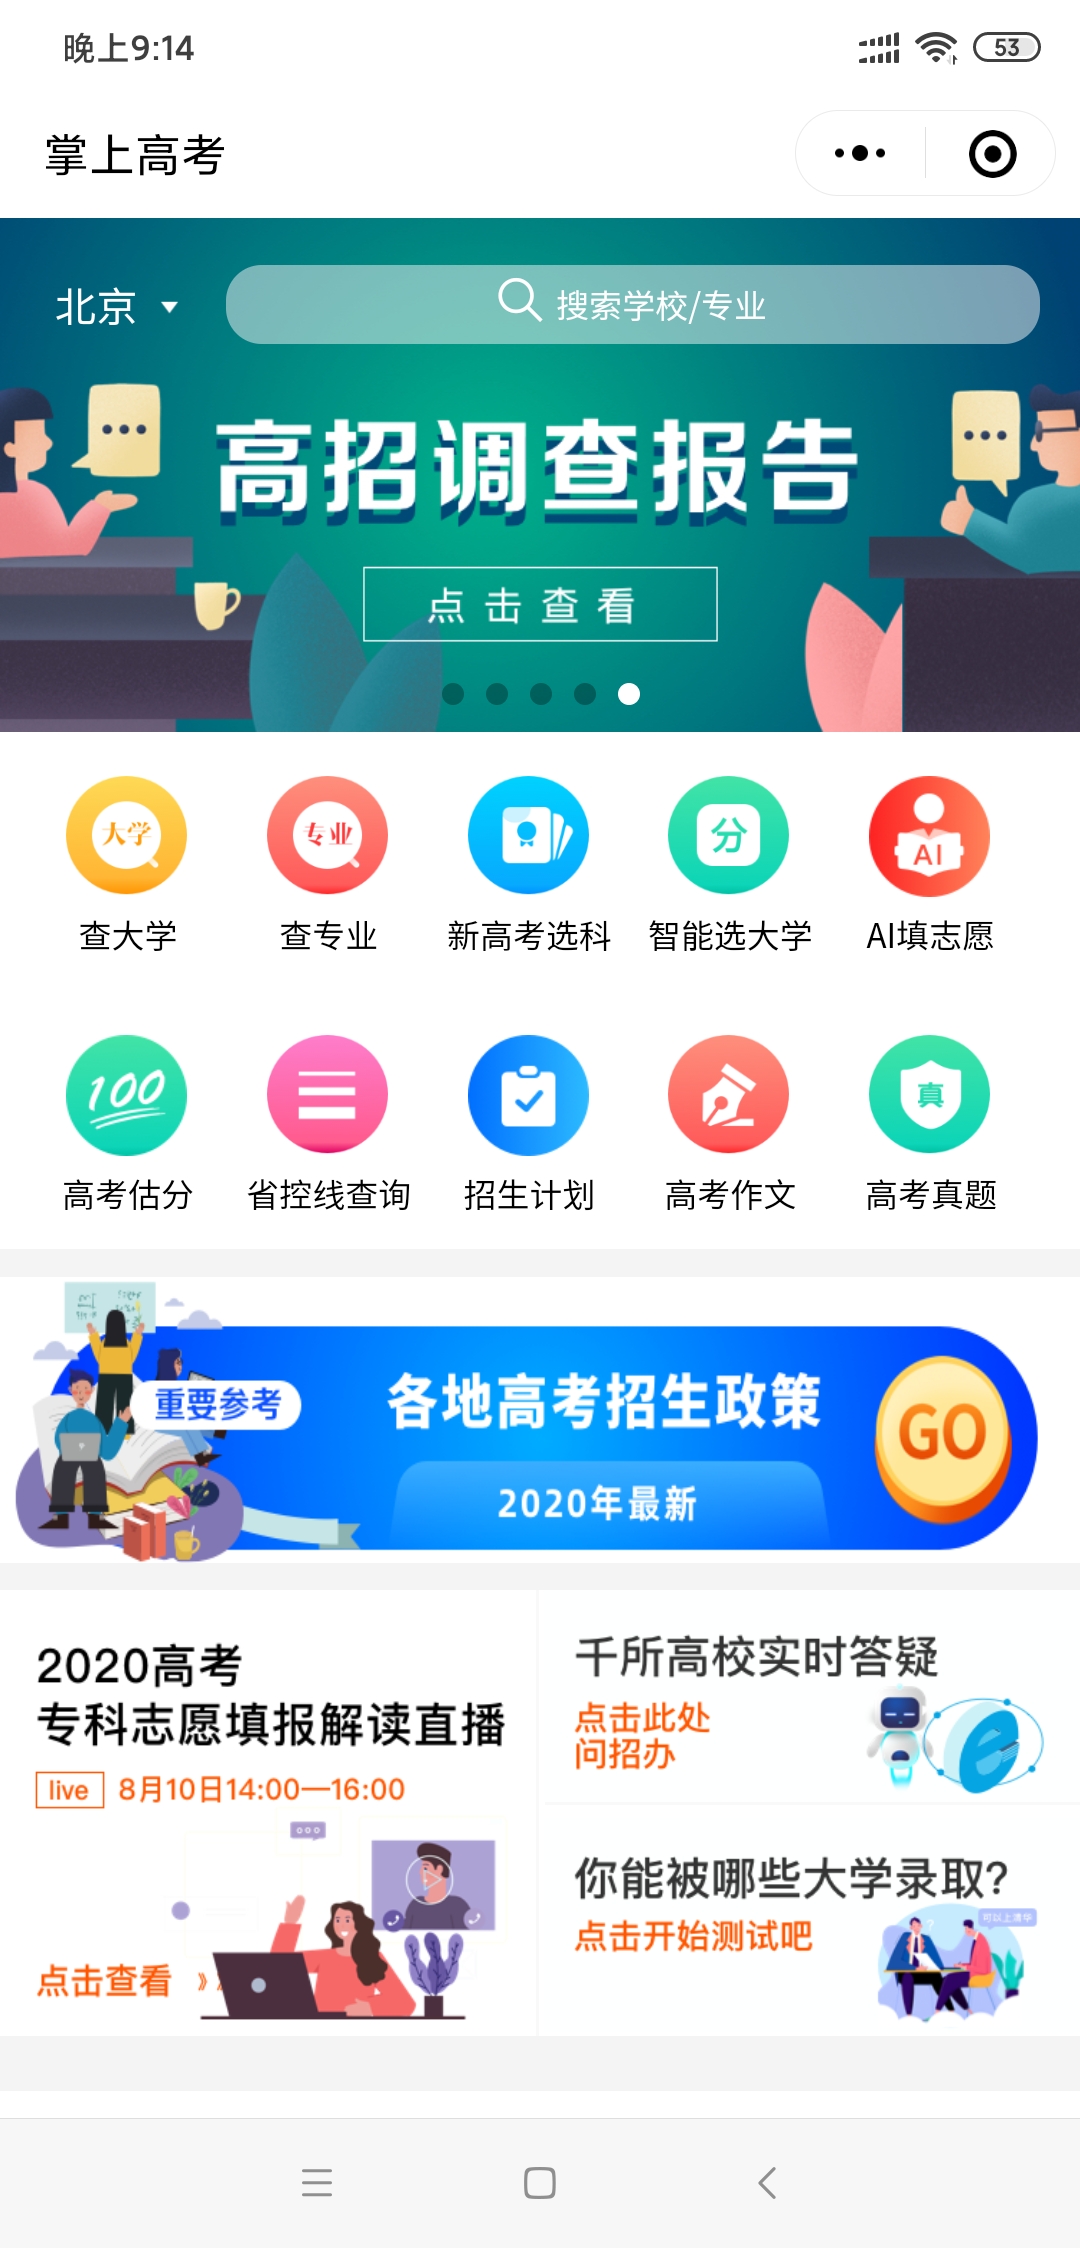 晚上9:14
53
掌上高考
北京
搜索学校/专业
高招调查报告
点击查看
大学
专业
分
AI
查大学
查专业
新高考选科
智能选大学
AI填志愿
100
真
高考估分
省控线查询
招生计划
高考作文
高考真题
重要参考
各地高考招生政策
GO
2020年最新
2020高考
专科志愿填报解读直播
live 8月10日14:00—16:00
点击查看 》
千所高校实时答疑
点击此处
问招办
你能被哪些大学录取?
点击开始测试吧
可以上清华